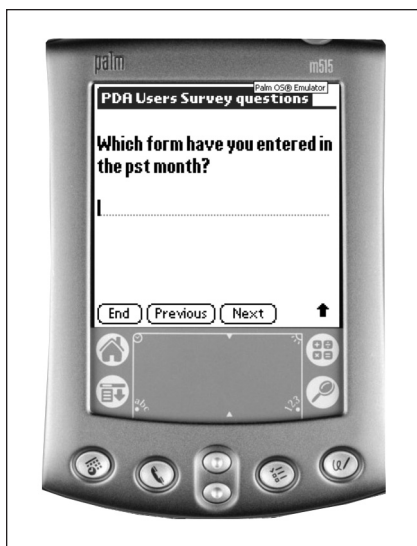 palm
m515
Palm OS® Emulator
PDA Users Survey questions
Which form have you entered in
the pst month?
End Previous Next
abc
123